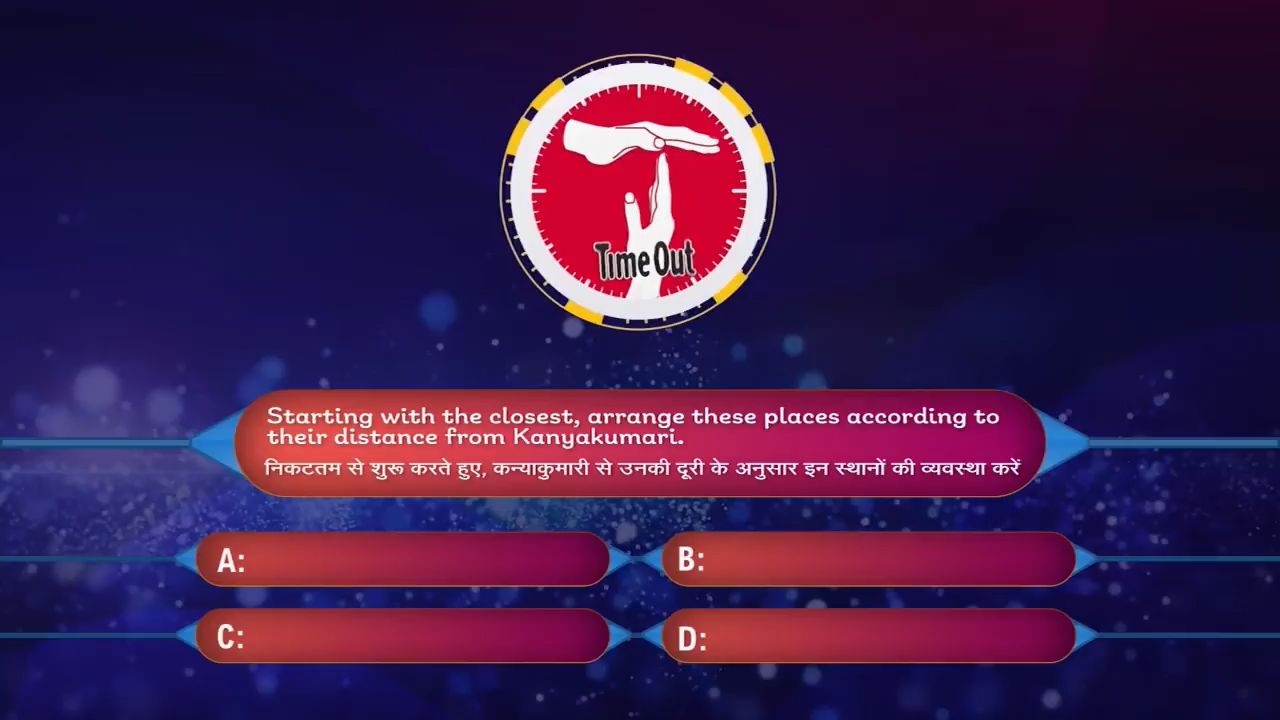 Time Out
Starting with the closest, arrange these places according to
their distance from Kanyakumari.
निकटतम से शुरू करते हुए, कन्याकुमारी से उनकी दूरी के अनुसार इन स्थानों की व्यवस्था करें
A:
B:
C:
D: